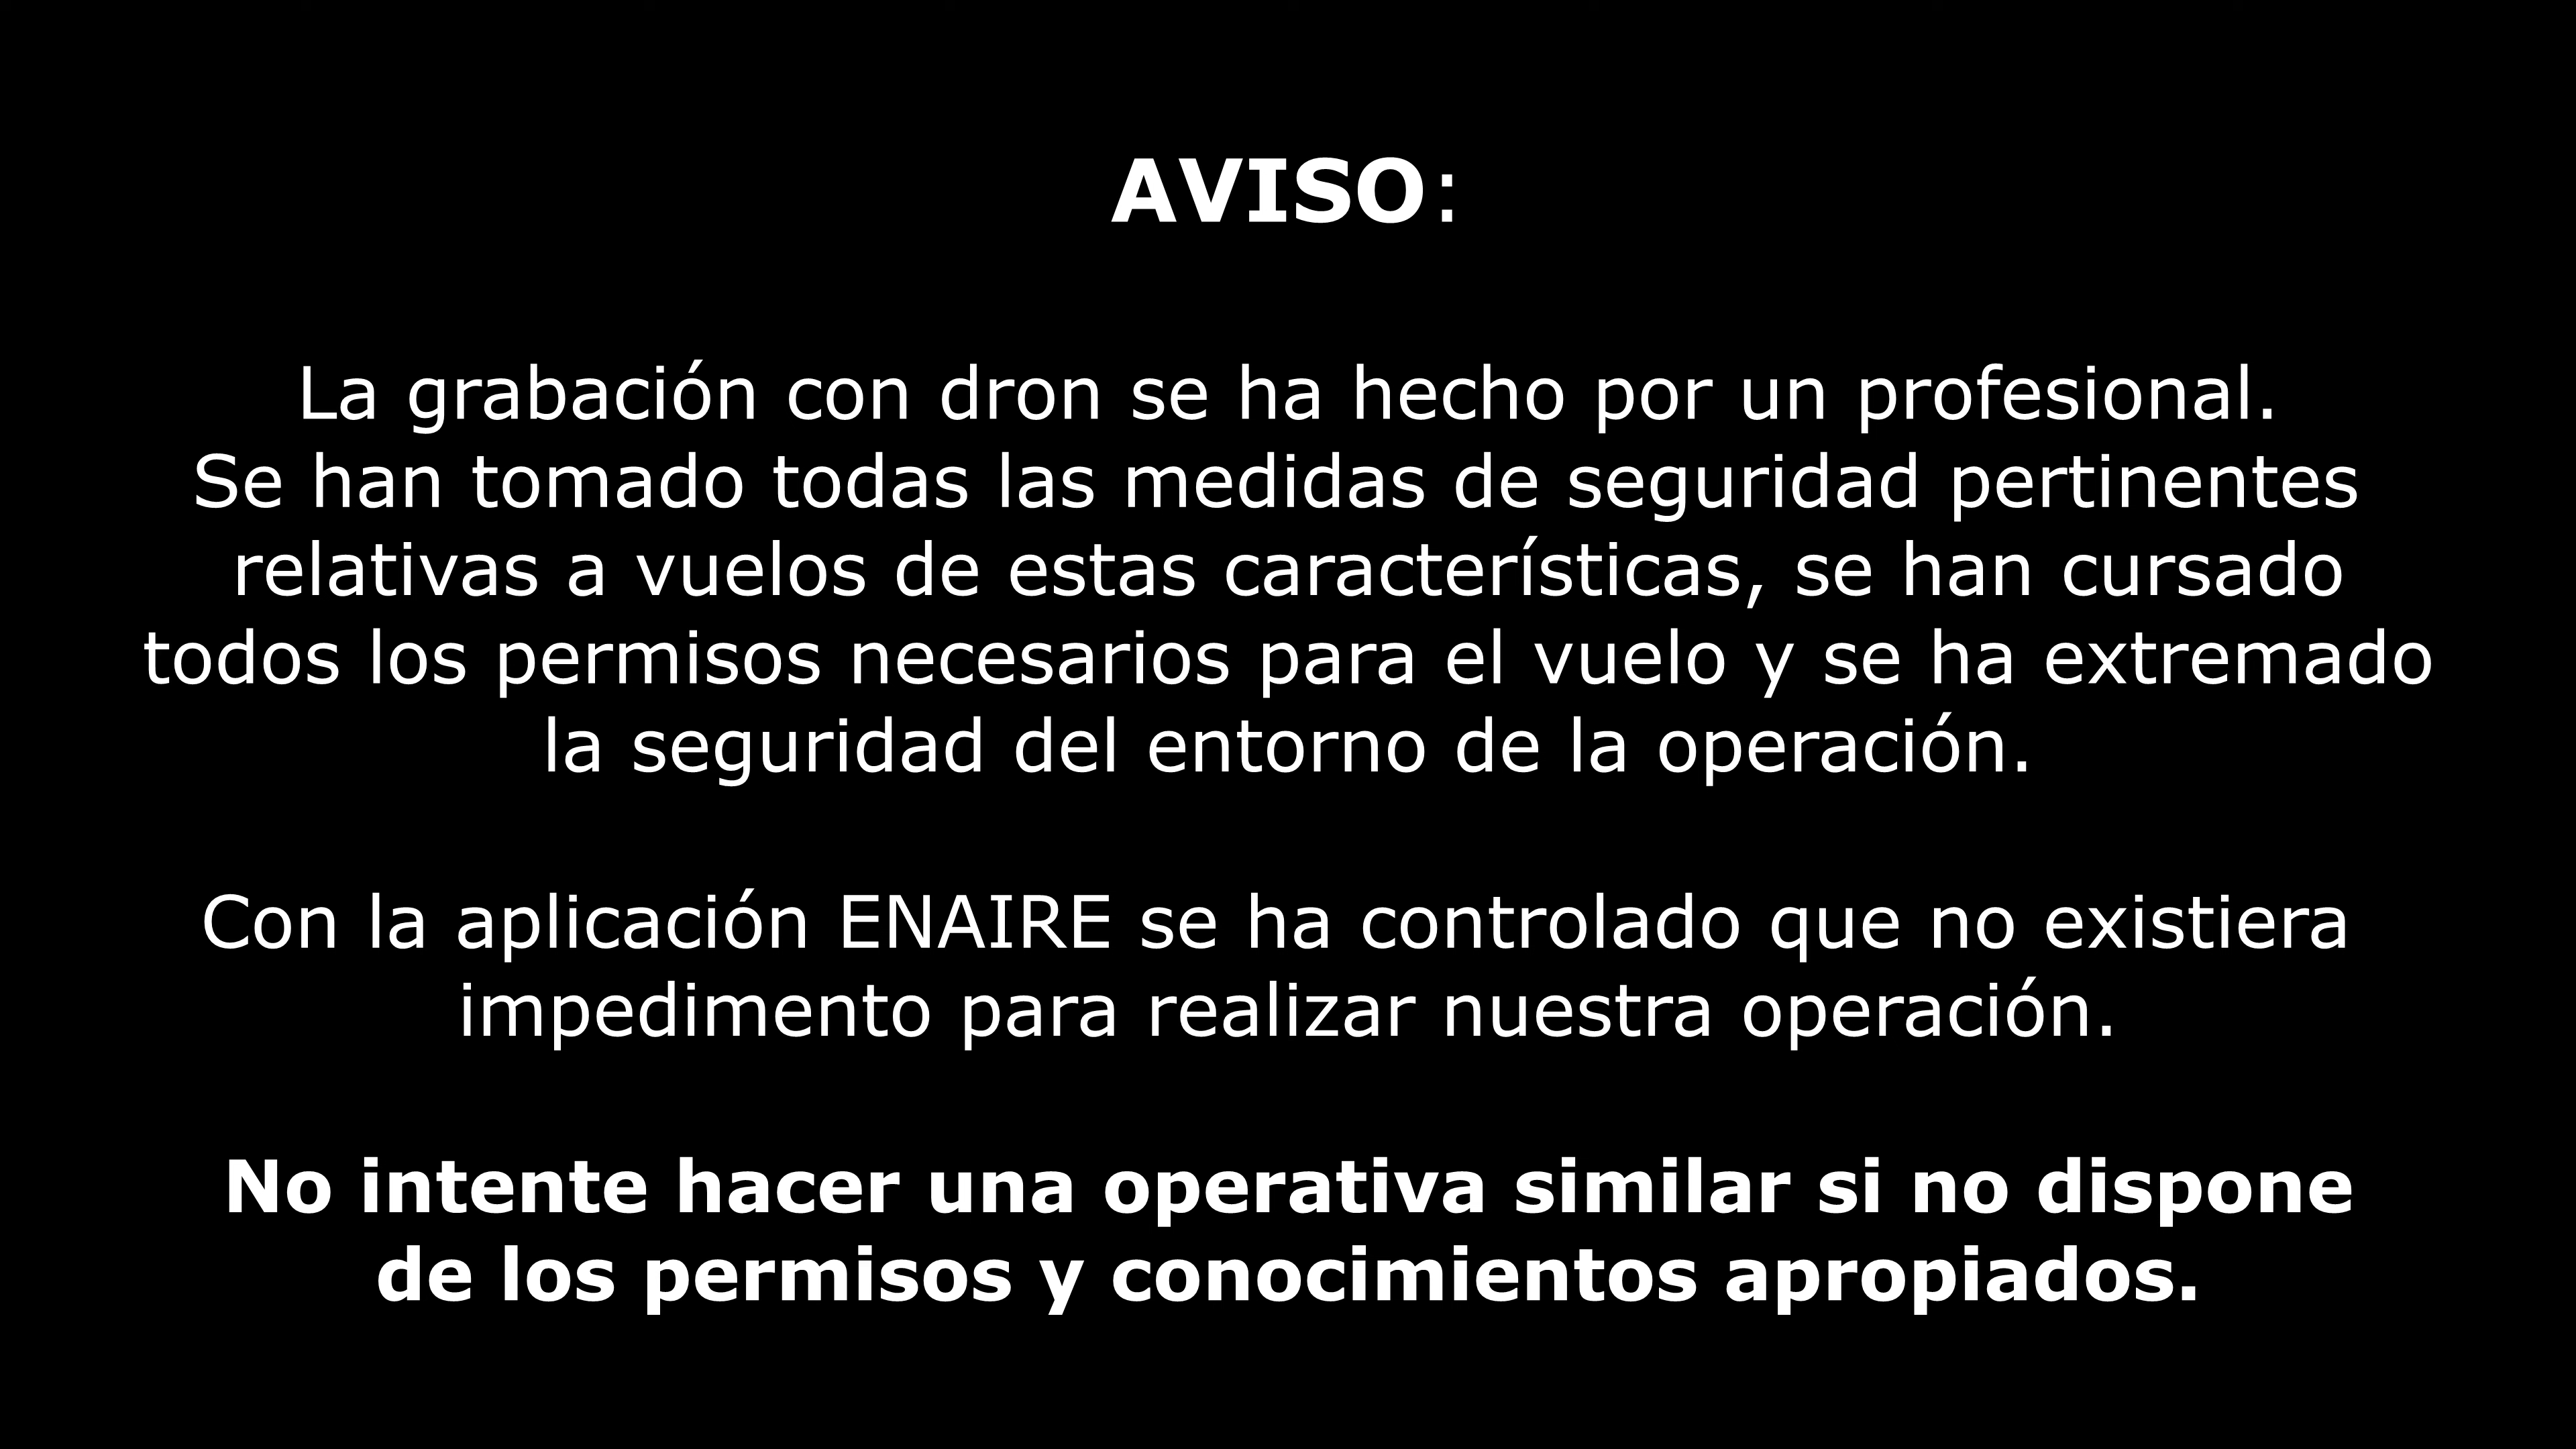 AVISO:
La grabación con dron se ha hecho por un profesional.
Se han tomado todas las medidas de seguridad pertinentes
relativas a vuelos de estas características, se han cursado
todos los permisos necesarios para el vuelo y se ha extremado
la seguridad del entorno de la operación.
Con la aplicación ENAIRE se ha controlado que no existiera
impedimento para realizar nuestra operación.
No intente hacer una operativa similar si no dispone
de los permisos y conocimientos apropiados.